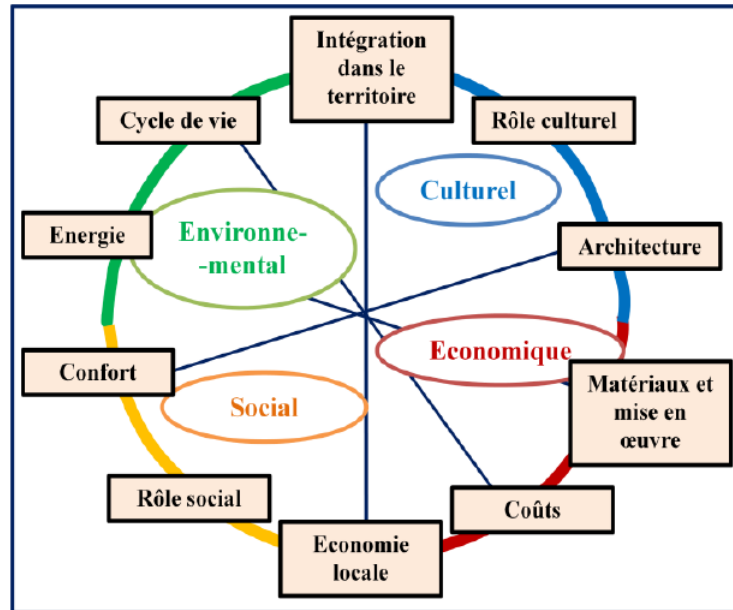 Intégration
dans le
territoire
Cycle de vie
Rôle culturel
Culturel
Energie
Environne-
-mental
Architecture
Confort
Economique
Social
Matériaux et
mise en
œuvre
Rôle social
Coûts
Economie
locale